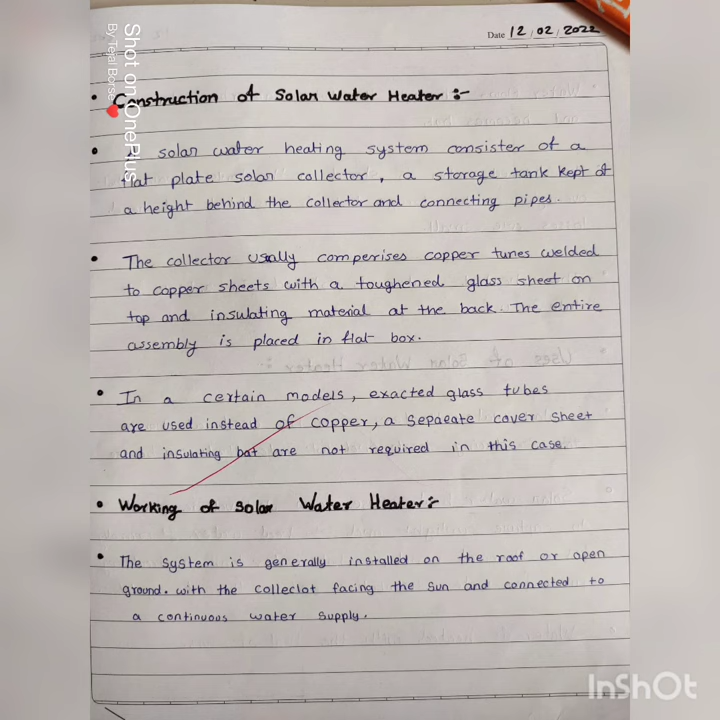 Date 12/02/2022
• Construction of Solar Water Heater :-
• A solar water heating system consister of a
flat plate solar collector, a storage tank kept at
a height behind the collertor and connecting pipes.
• The collector usally comperises copper tunes welded
to copper sheets with a toughened glass sheet on
top and insulating material at the back. The entire
assembly is placed in flat box.
• In a certain models, exacted glass tubes
are used instead of copper, a sepaeate cover sheet
and insulating bat are not required in this case.
• Working of Solar Water Heater:-
• The system is generally installed on the roof or open
ground. with the colleclot facing the sun and connected to
a continuous water supply.
Shot on OnePlus
By Tejal Borse
InShOt